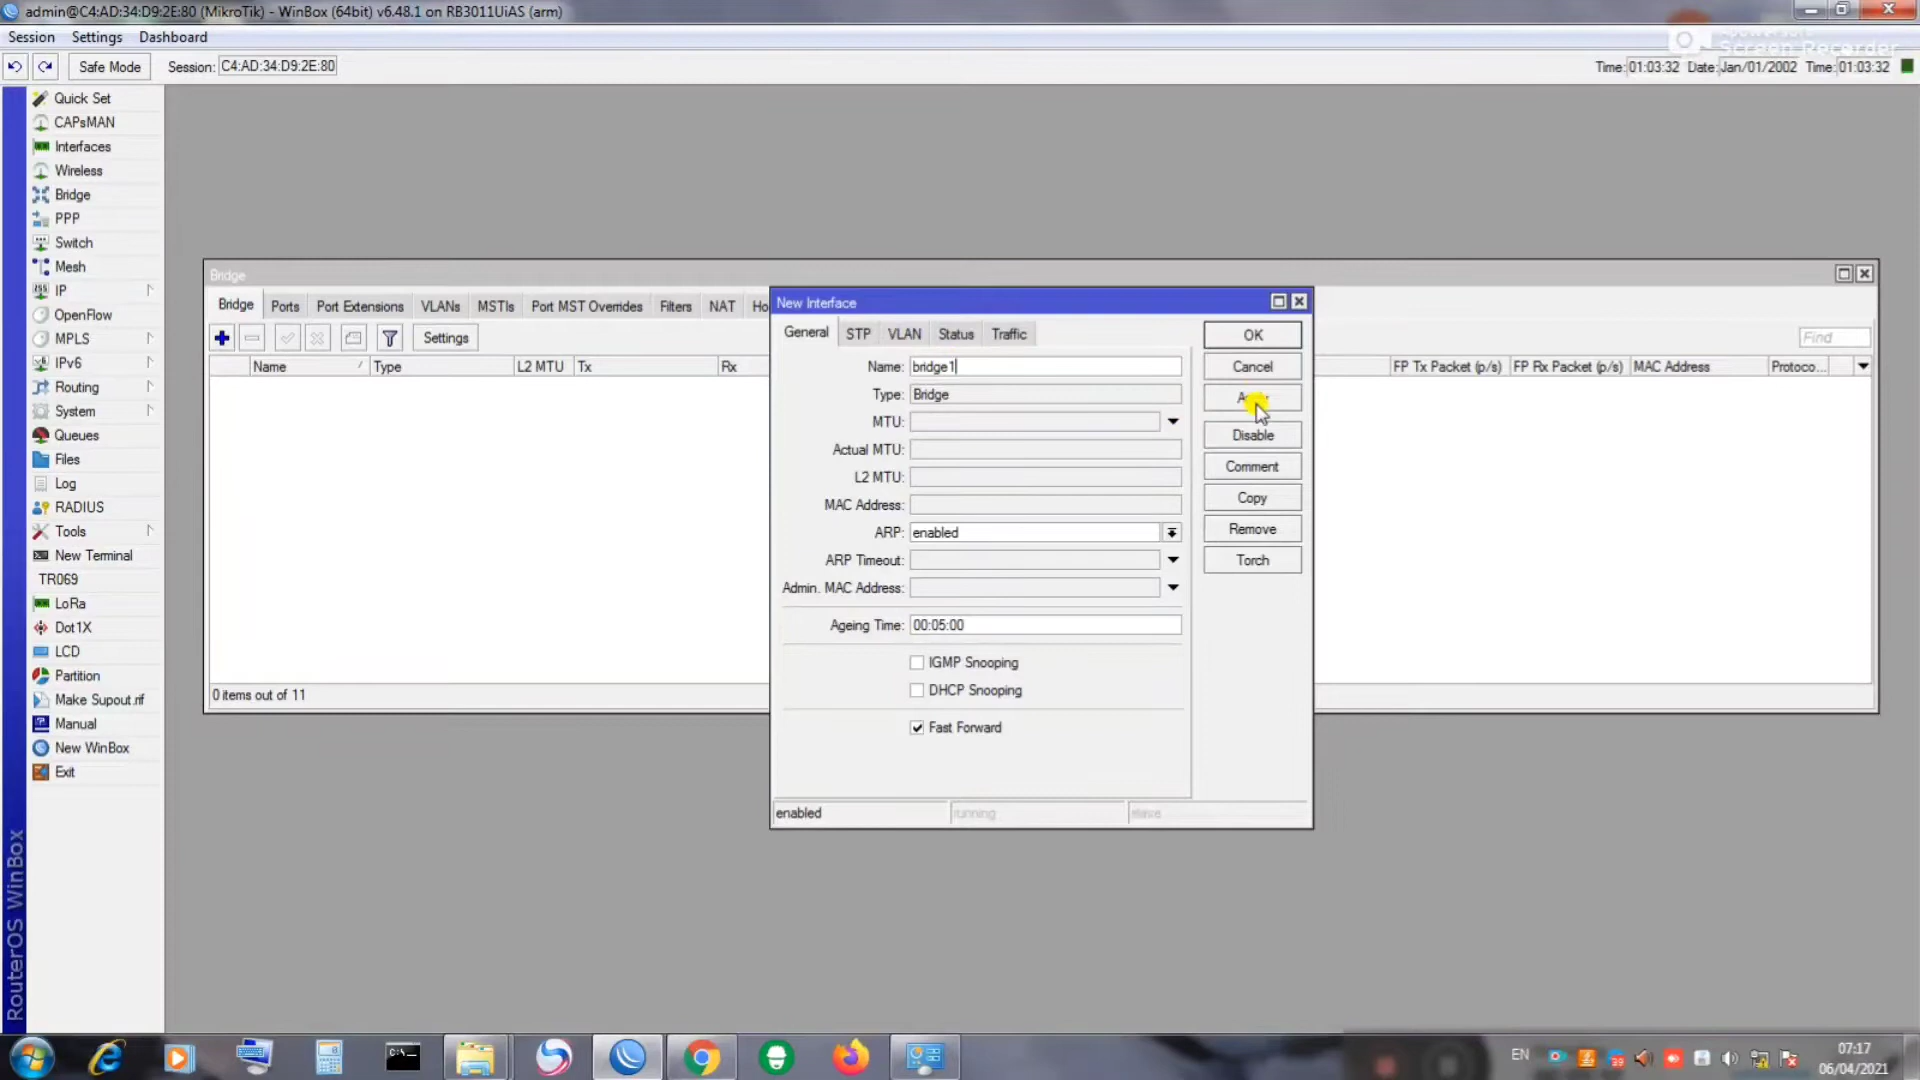 admin@C4:AD:34:D9:2E:80 (MikroTik) - WinBox (64bit) v6.48.1 on RB3011UiAS (arm)
Session Settings Dashboard
Screen Recorder
Safe Mode Session: C4:AD:34:D9:2E:80 Time: 01:03:32 Date: Jan/01/2002 Time: 01:03:32
Quick Set
CAPsMAN
Interfaces
Wireless
Bridge
PPP
Switch
Mesh
IP
OpenFlow
MPLS
IPv6
Routing
System
Queues
Files
Log
RADIUS
Tools
New Terminal
TR069
LoRa
Dot1X
LCD
Partition
Make Supout.rif
Manual
New WinBox
Exit
RouterOS WinBox
Bridge
Bridge Ports Port Extensions VLANs MSTIs Port MST Overrides Filters NAT Ho
Settings Find
Name / Type L2 MTU Tx Rx FP Tx Packet (p/s) FP Rx Packet (p/s) MAC Address Protoco...
0 items out of 11
New Interface
General STP VLAN Status Traffic
Name: bridge1
Type: Bridge
MTU:
Actual MTU:
L2 MTU:
MAC Address:
ARP: enabled
ARP Timeout:
Admin. MAC Address:
Ageing Time: 00:05:00
IGMP Snooping
DHCP Snooping
Fast Forward
OK
Cancel
Disable
Comment
Copy
Remove
Torch
enabled running slave
C:\_
EN
07:17
06/04/2021